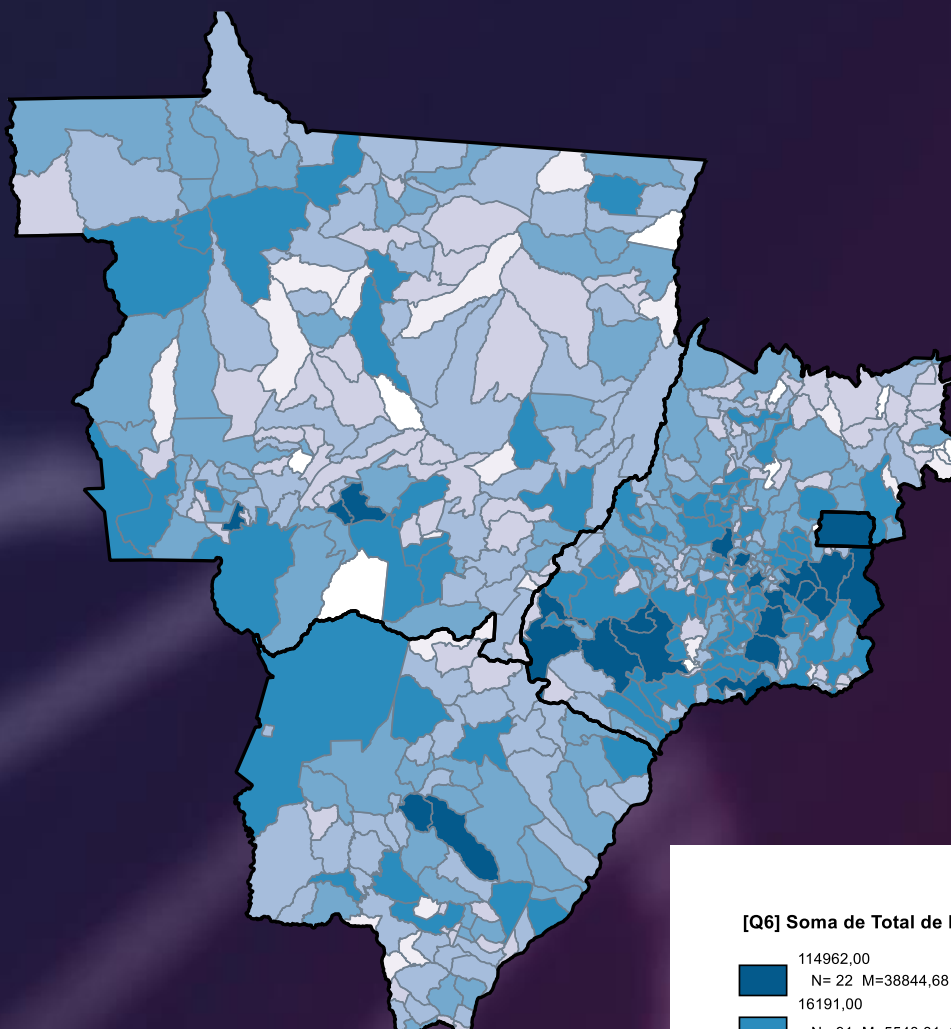 [Q6] Soma de Total de
114962,00
N= 22 M=38844,68
16191,00